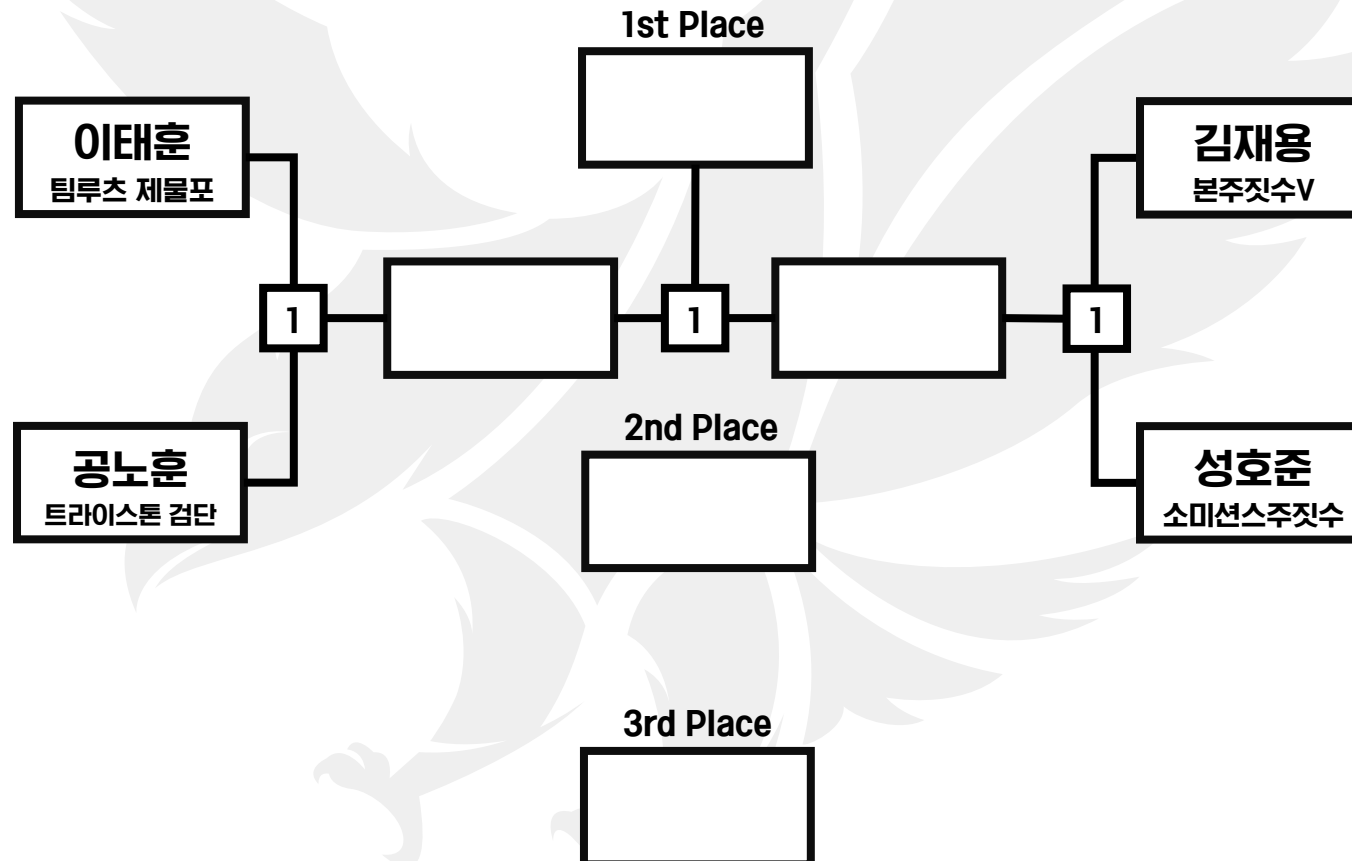 1st Place
이태훈
팀루츠 제물포
김재용
본주짓수V
1
1
1
2nd Place
공노훈
트라이스톤 검단
성호준
소미션스주짓수
3rd Place